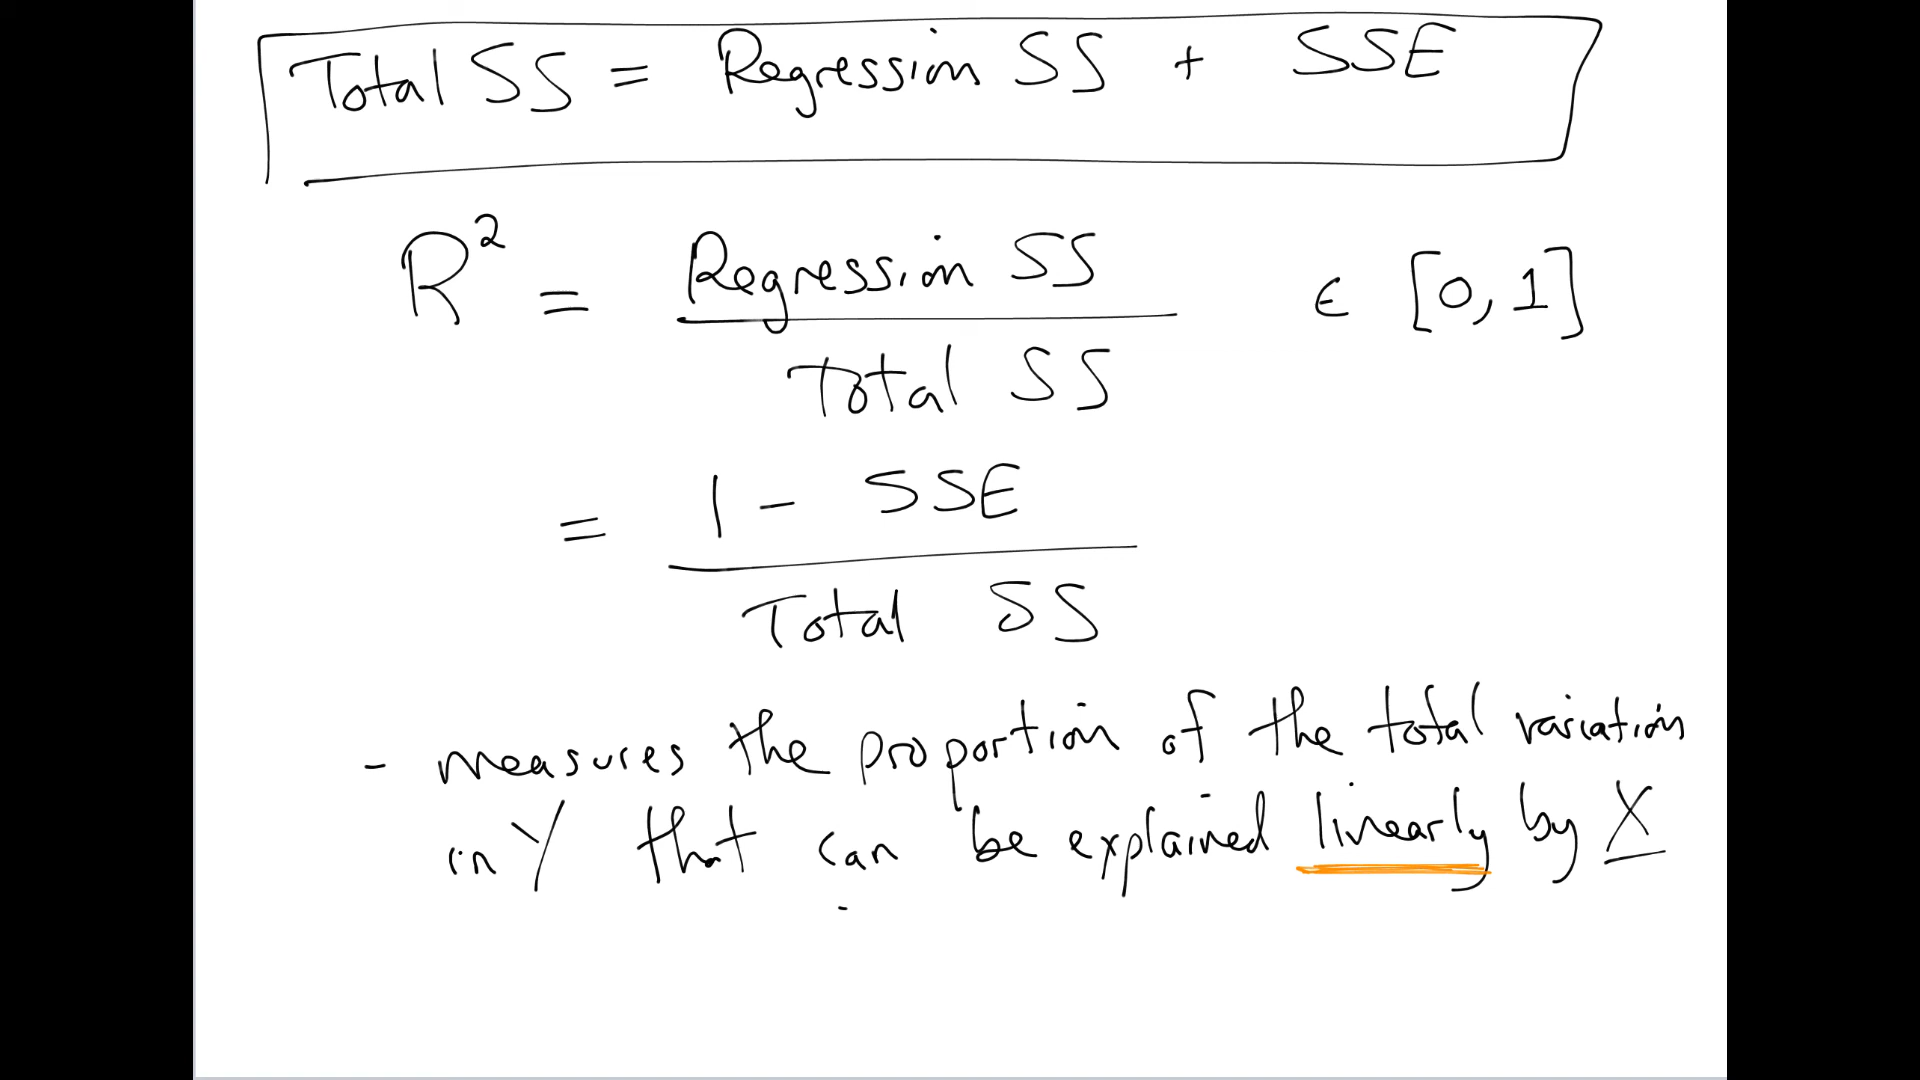 Total SS = Regression SS + SSE
R² = Regression SS / Total SS ∈ [0, 1]
= 1 - SSE / Total SS
- measures the proportion of the total variation
in Y that can be explained linearly by X